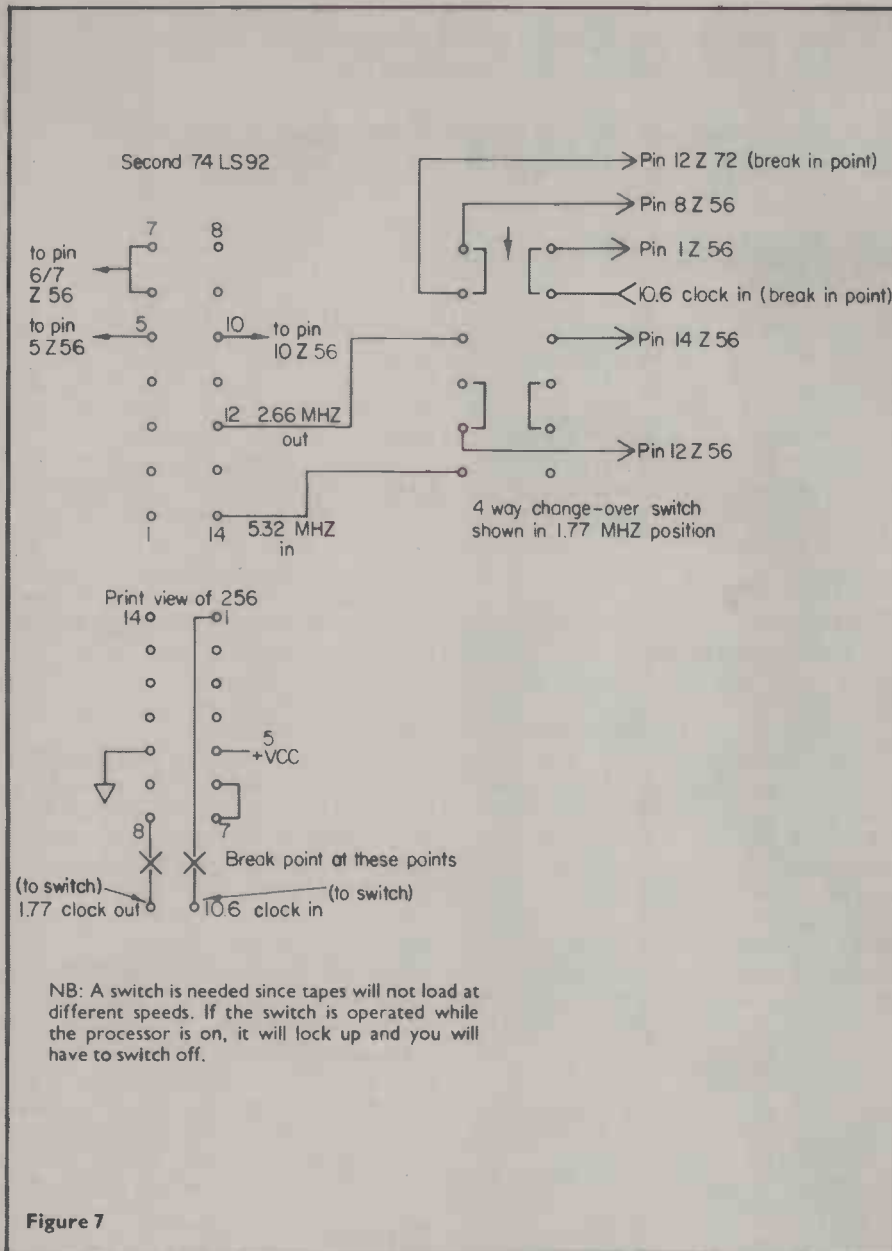 Second 74 LS92
7
8
to pin
6/7
Z 56
to pin
5 Z56
5
10
to pin
10 Z 56
12
2.66 MHZ
out
1
14
5.32 MHZ
in
Pin 12 Z 72 (break in point)
Pin 8 Z 56
Pin 1 Z 56
10.6 clock in (break in point)
Pin 14 Z 56
Pin 12 Z 56
4 way change-over switch
shown in 1.77 MHZ position
Print view of 256
14
1
5
+VCC
8
7
Break point at these points
(to switch)
1.77 clock out
(to switch)
10.6 clock in
NB: A switch is needed since tapes will not load at
different speeds. If the switch is operated while
the processor is on, it will lock up and you will
have to switch off.
Figure 7